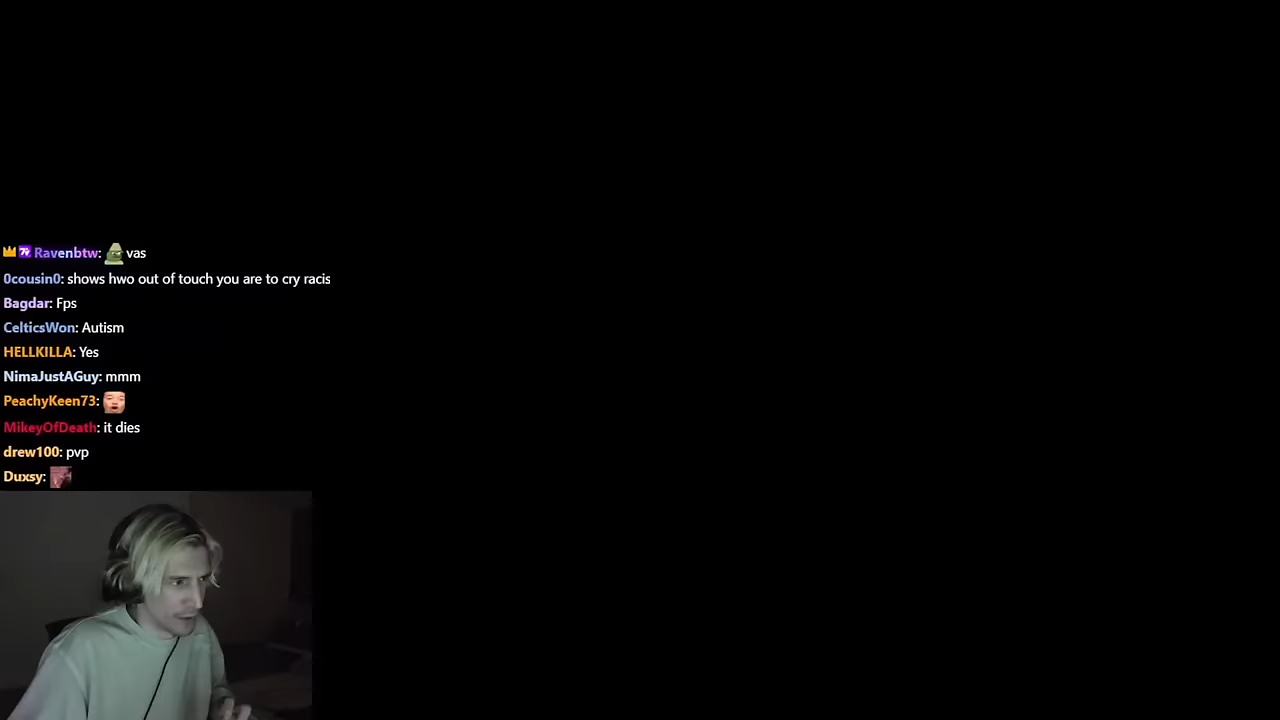 Ravenbtw: vas
0cousin0: shows hwo out of touch you are to cry racis
Bagdar: Fps
CelticsWon: Autism
HELLKILLA: Yes
NimaJustAGuy: mmm
PeachyKeen73:
MikeyOfDeath: it dies
drew100: pvp
Duxsy: